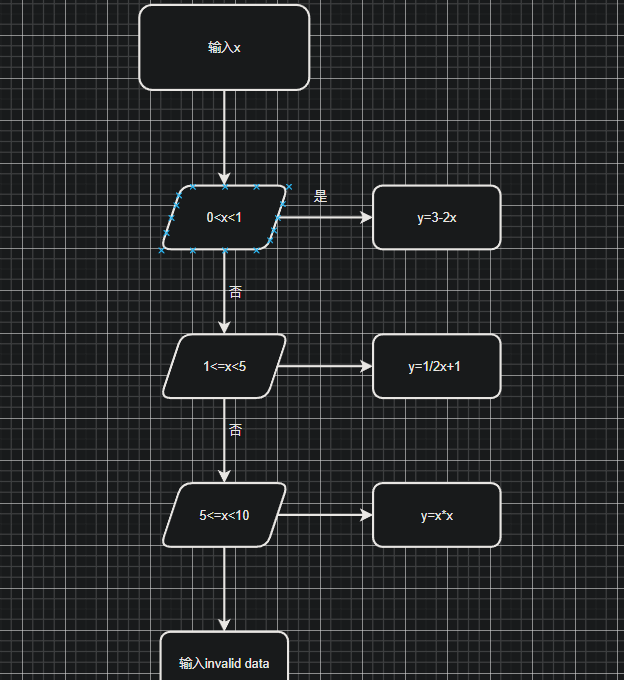 输入x
0<x<1
是
y=3-2x
否
1<=x<5
y=1/2x+1
否
5<=x<10
y=x*x
输入invalid data